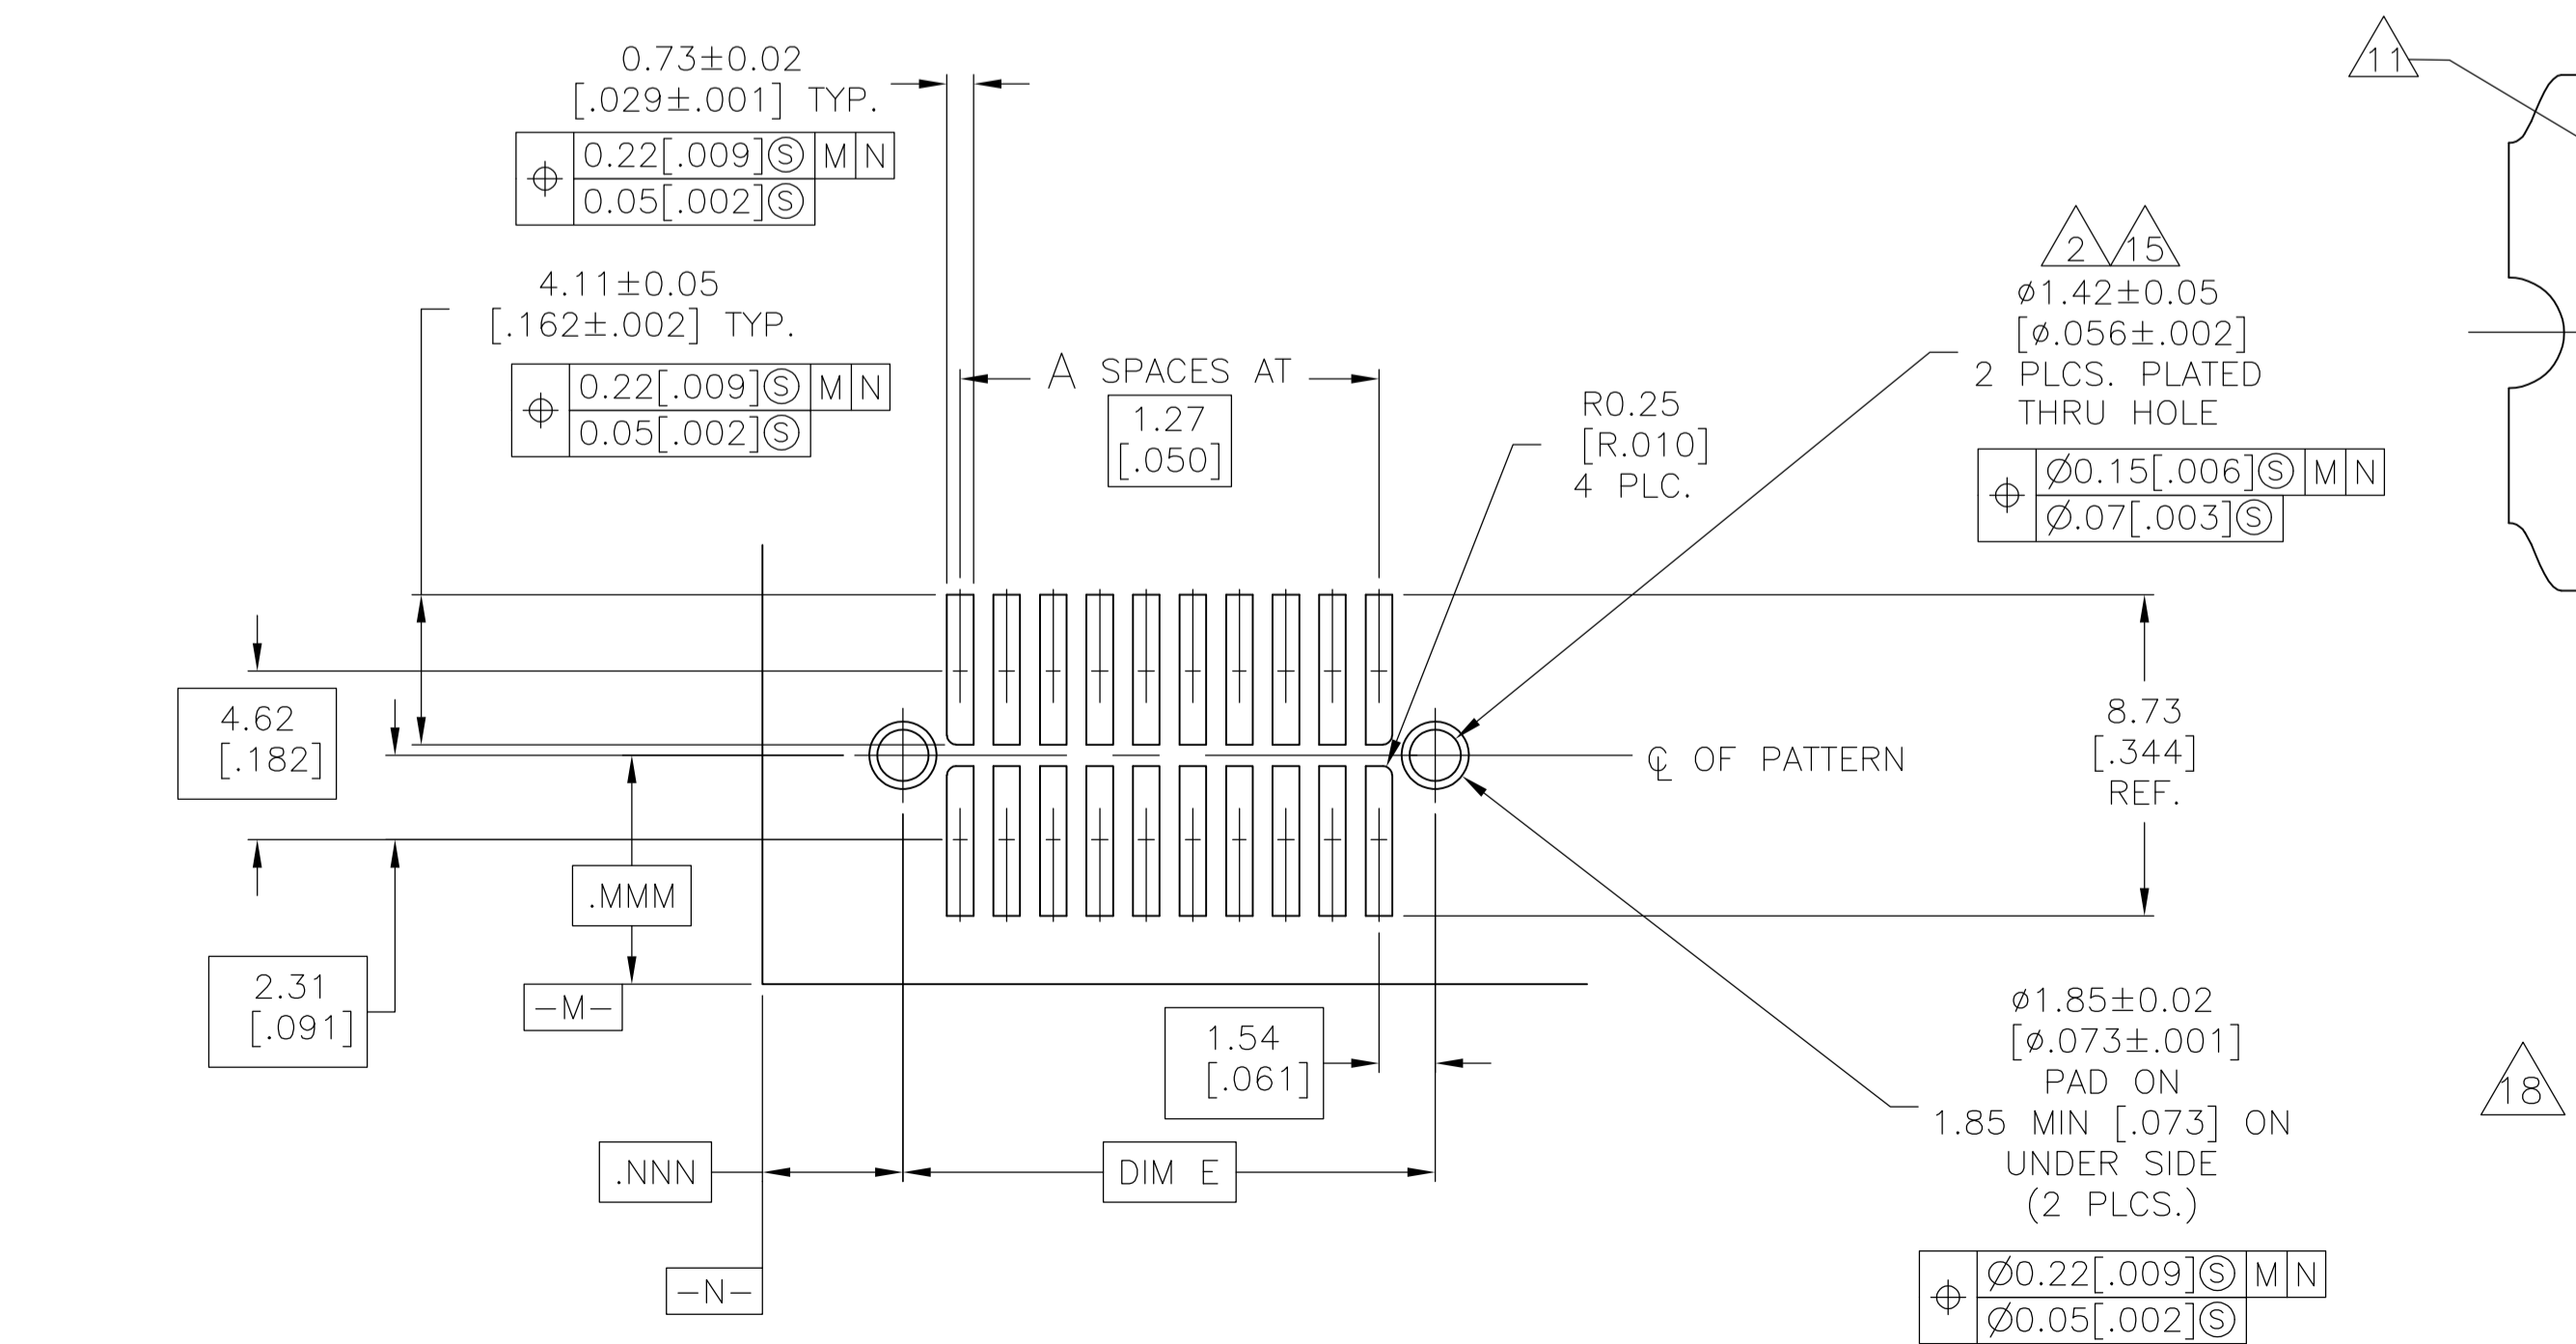 0.73±0.02
[.029±.001] TYP.
⌖ 0.22[.009]Ⓢ M N
0.05[.002]Ⓢ
4.11±0.05
[.162±.002] TYP.
⌖ 0.22[.009]Ⓢ M N
0.05[.002]Ⓢ
A SPACES AT
1.27
[.050]
R0.25
[R.010]
4 PLC.
2 15
ø1.42±0.05
[ø.056±.002]
2 PLCS. PLATED
THRU HOLE
⌖ Ø0.15[.006]Ⓢ M N
Ø.07[.003]Ⓢ
11
4.62
[.182]
℄ OF PATTERN
8.73
[.344]
REF.
.MMM
2.31
[.091]
-M-
1.54
[.061]
.NNN
DIM E
-N-
ø1.85±0.02
[ø.073±.001]
PAD ON
1.85 MIN [.073] ON
UNDER SIDE
(2 PLCS.)
⌖ Ø0.22[.009]Ⓢ M N
Ø0.05[.002]Ⓢ
18